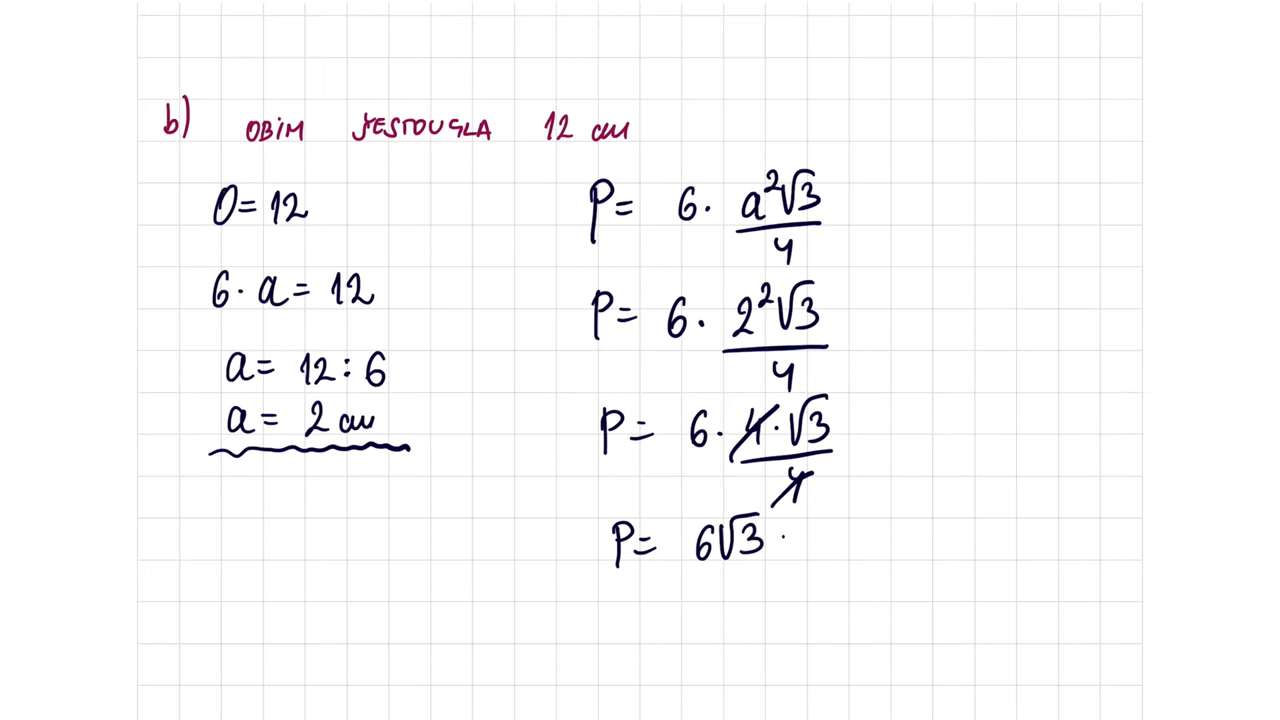 b) OBIM ŠESTOUGLA 12 cm
O = 12
6 · a = 12
a = 12 : 6
a = 2 cm
P = 6 · a²√3 / 4
P = 6 · 2²√3 / 4
P = 6 · 4 · √3 / 4
P = 6√3